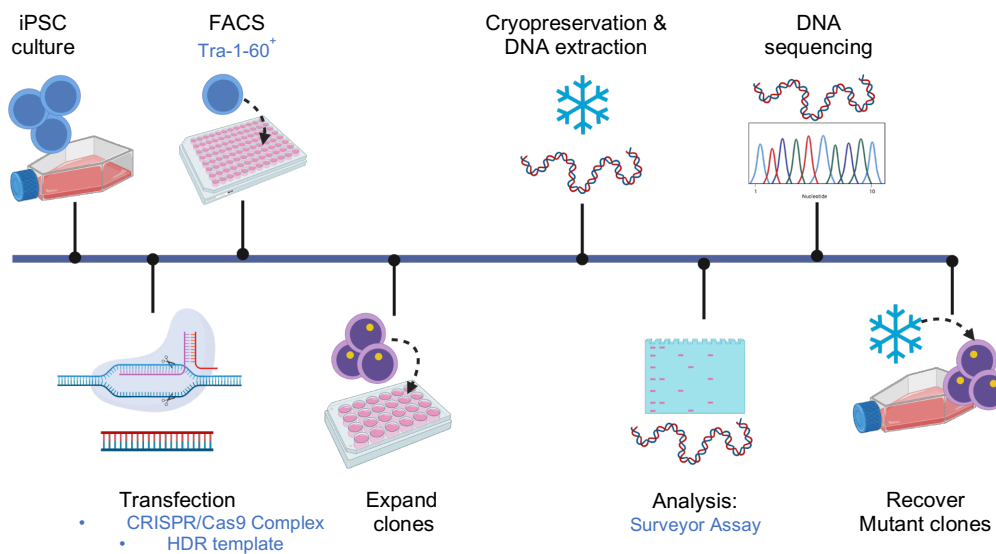 iPSC
culture
FACS
Tra-1-60+
Cryopreservation &
DNA extraction
DNA
sequencing
1
10
Nucleotide
Transfection
• CRISPR/Cas9 Complex
• HDR template
Expand
clones
Analysis:
Surveyor Assay
Recover
Mutant clones